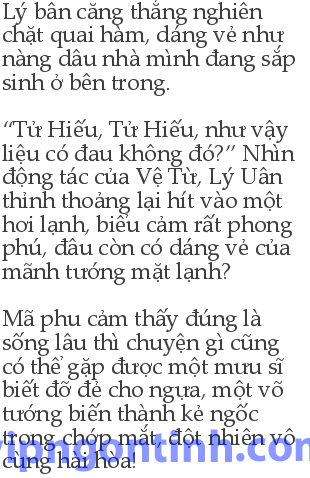 Lý bân căng thẳng nghiên
chặt quai hàm, dáng vẻ như
nàng dâu nhà mình đang sắp
sinh ở bên trong.
“Tử Hiếu, Tử Hiếu, như vậy
liệu có đau không đó?” Nhìn
động tác của Vệ Từ, Lý Uân
thỉnh thoảng lại hít vào một
hơi lạnh, biểu cảm rất phong
phú, đâu còn có dáng vẻ của
mãnh tướng mặt lạnh?
Mã phu cảm thấy đúng là
sống lâu thì chuyện gì cũng
có thể gặp được một mưu sĩ
biết đỡ đẻ cho ngựa, một võ
tướng biến thành kẻ ngốc
trong chớp mắt, đột nhiên vô
cùng hài hòa!
vipngontinh.com